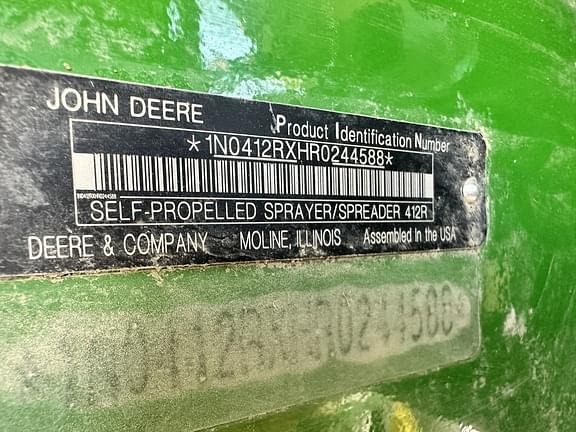 JOHN DEERE
Product Identification Number
*1N0412RXHR0244588*
SELF-PROPELLED SPRAYER/SPREADER 412R
DEERE & COMPANY MOLINE, ILLINOIS Assembled in the USA